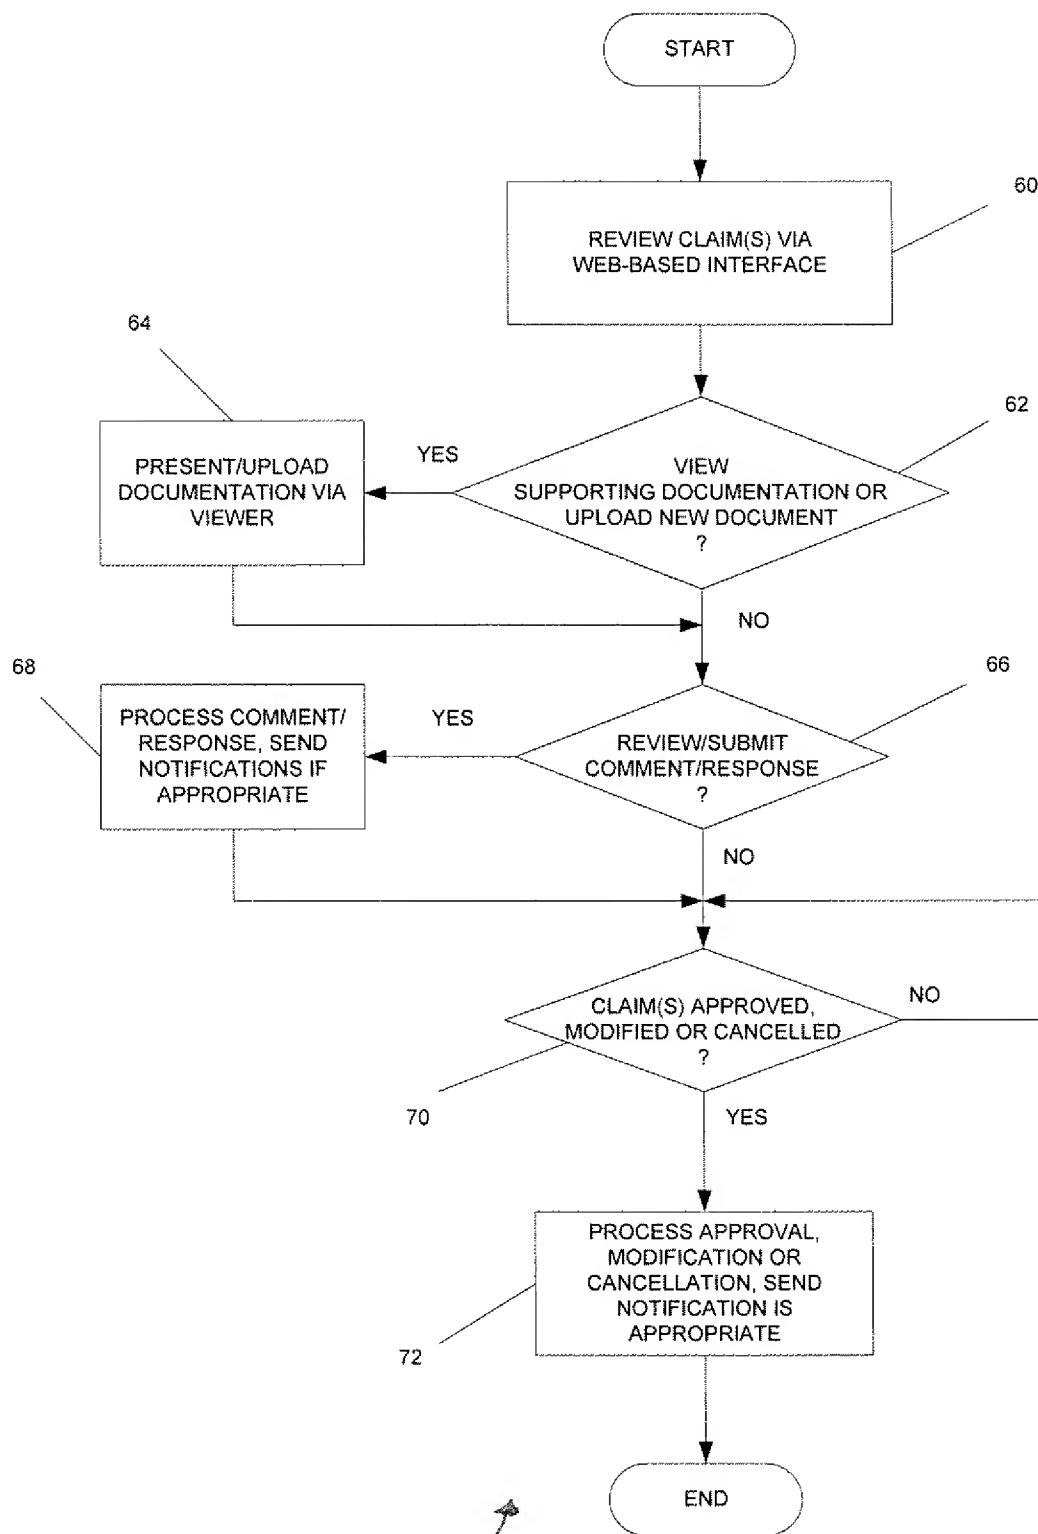 START
60
REVIEW CLAIM(S) VIA
WEB-BASED INTERFACE
64
62
YES
PRESENT/UPLOAD
DOCUMENTATION VIA
VIEWER
VIEW
SUPPORTING DOCUMENTATION OR
UPLOAD NEW DOCUMENT
?
NO
68
66
YES
PROCESS COMMENT/
RESPONSE, SEND
NOTIFICATIONS IF
APPROPRIATE
REVIEW/SUBMIT
COMMENT/RESPONSE
?
NO
CLAIM(S) APPROVED,
MODIFIED OR CANCELLED
?
NO
70
YES
PROCESS APPROVAL,
MODIFICATION OR
CANCELLATION, SEND
NOTIFICATION IS
APPROPRIATE
72
END